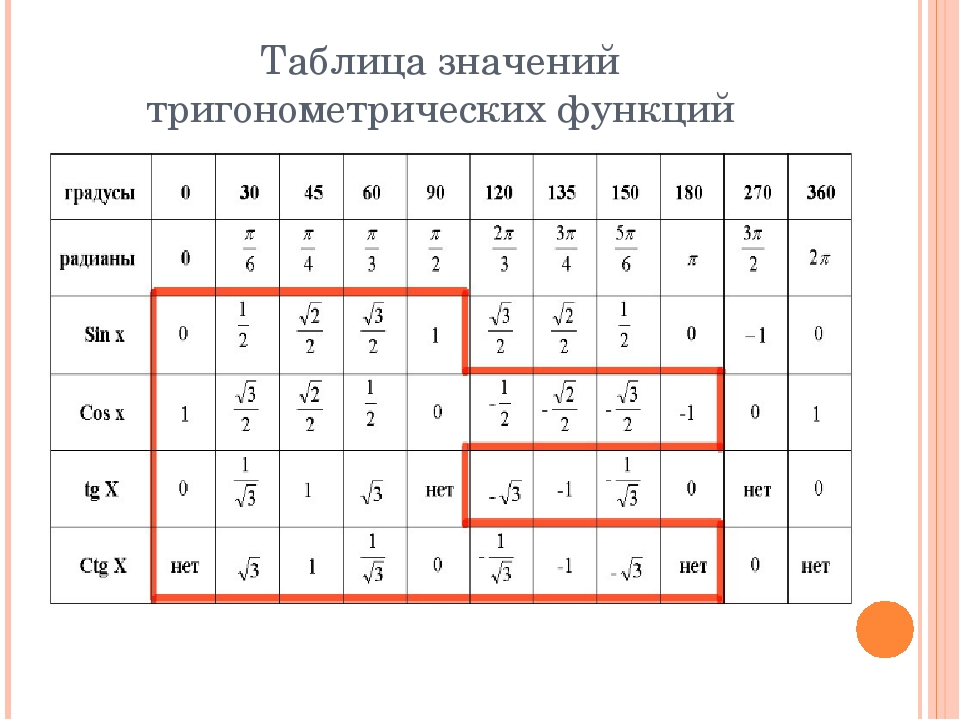 Таблица значений
тригонометрических функций
градусы 0 30 45 60 90 120 135 150 180 270 360
радианы 0 π/6 π/4 π/3 π/2 2π/3 3π/4 5π/6 π 3π/2 2π
Sin x 0 1/2 √2/2 √3/2 1 √3/2 √2/2 1/2 0 –1 0
Cos x 1 √3/2 √2/2 1/2 0 -1/2 -√2/2 -√3/2 -1 0 1
tg X 0 1/√3 1 √3 нет -√3 -1 -1/√3 0 нет 0
Ctg X нет √3 1 1/√3 0 -1/√3 -1 -√3 нет 0 нет